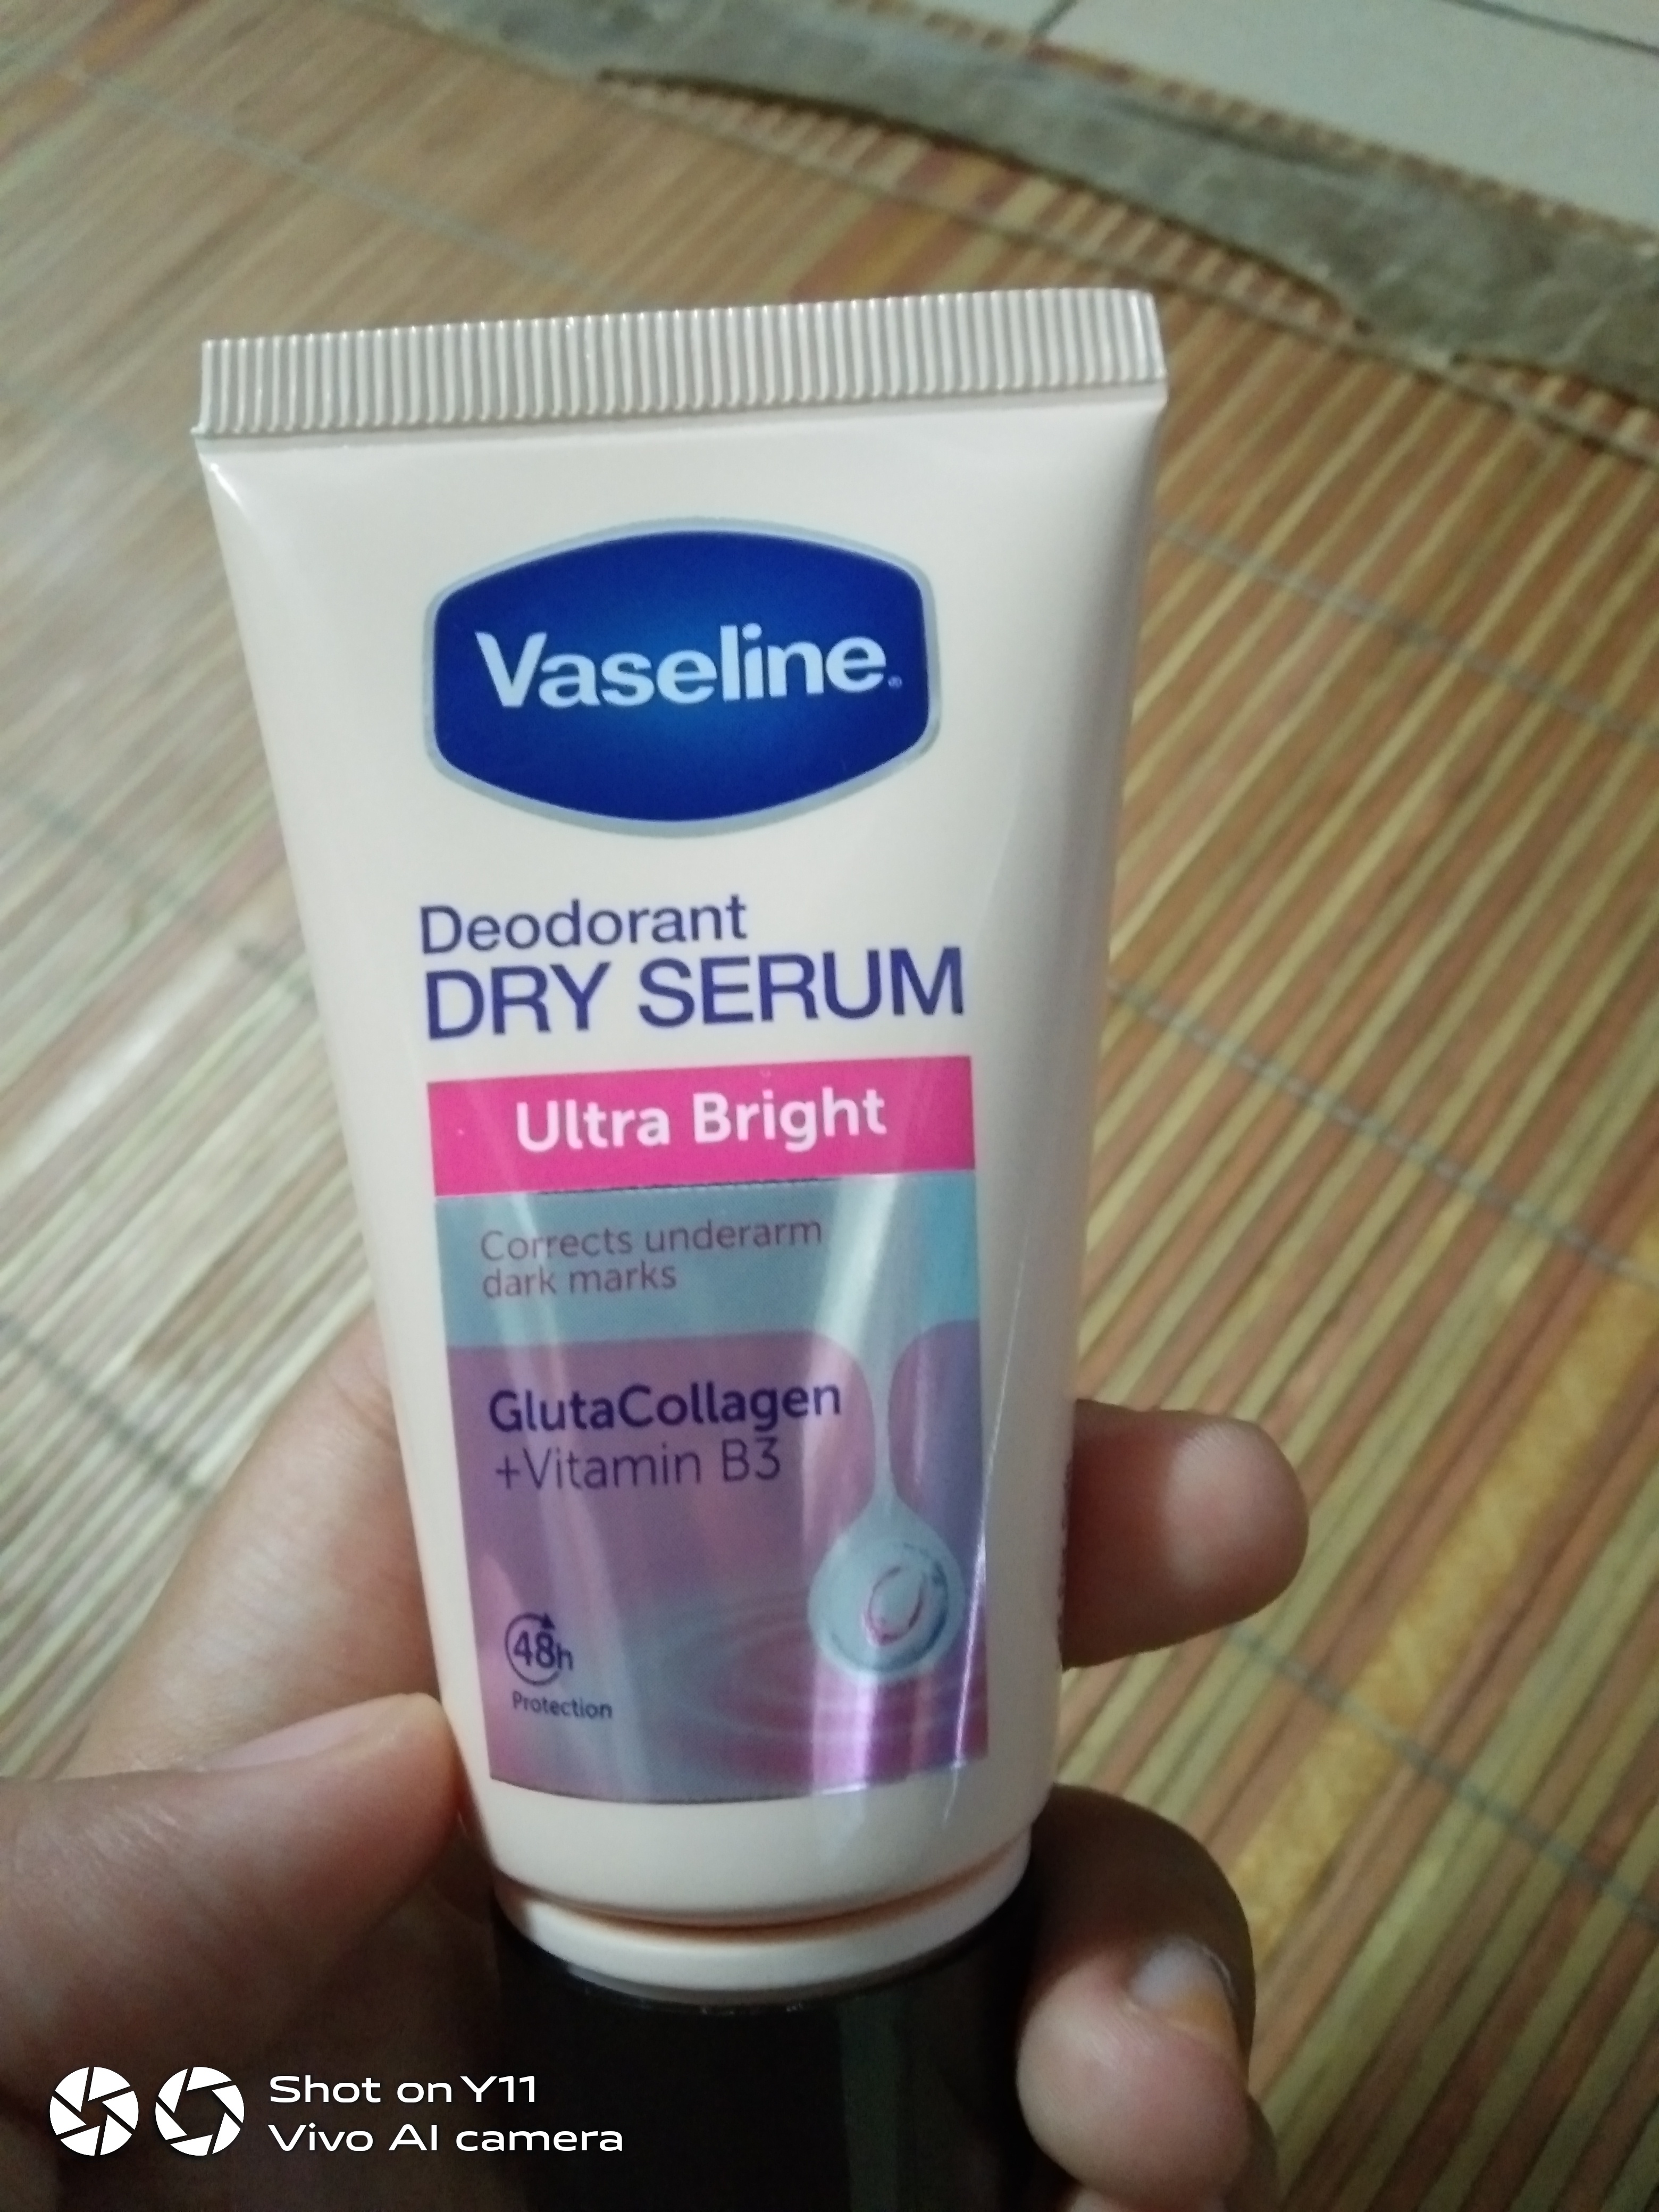 Vaseline
Deodorant
DRY SERUM
Ultra Bright
Corrects underarm
dark marks
GlutaCollagen
+Vitamin B3
48h
Protection
Shot on Y11
Vivo AI camera